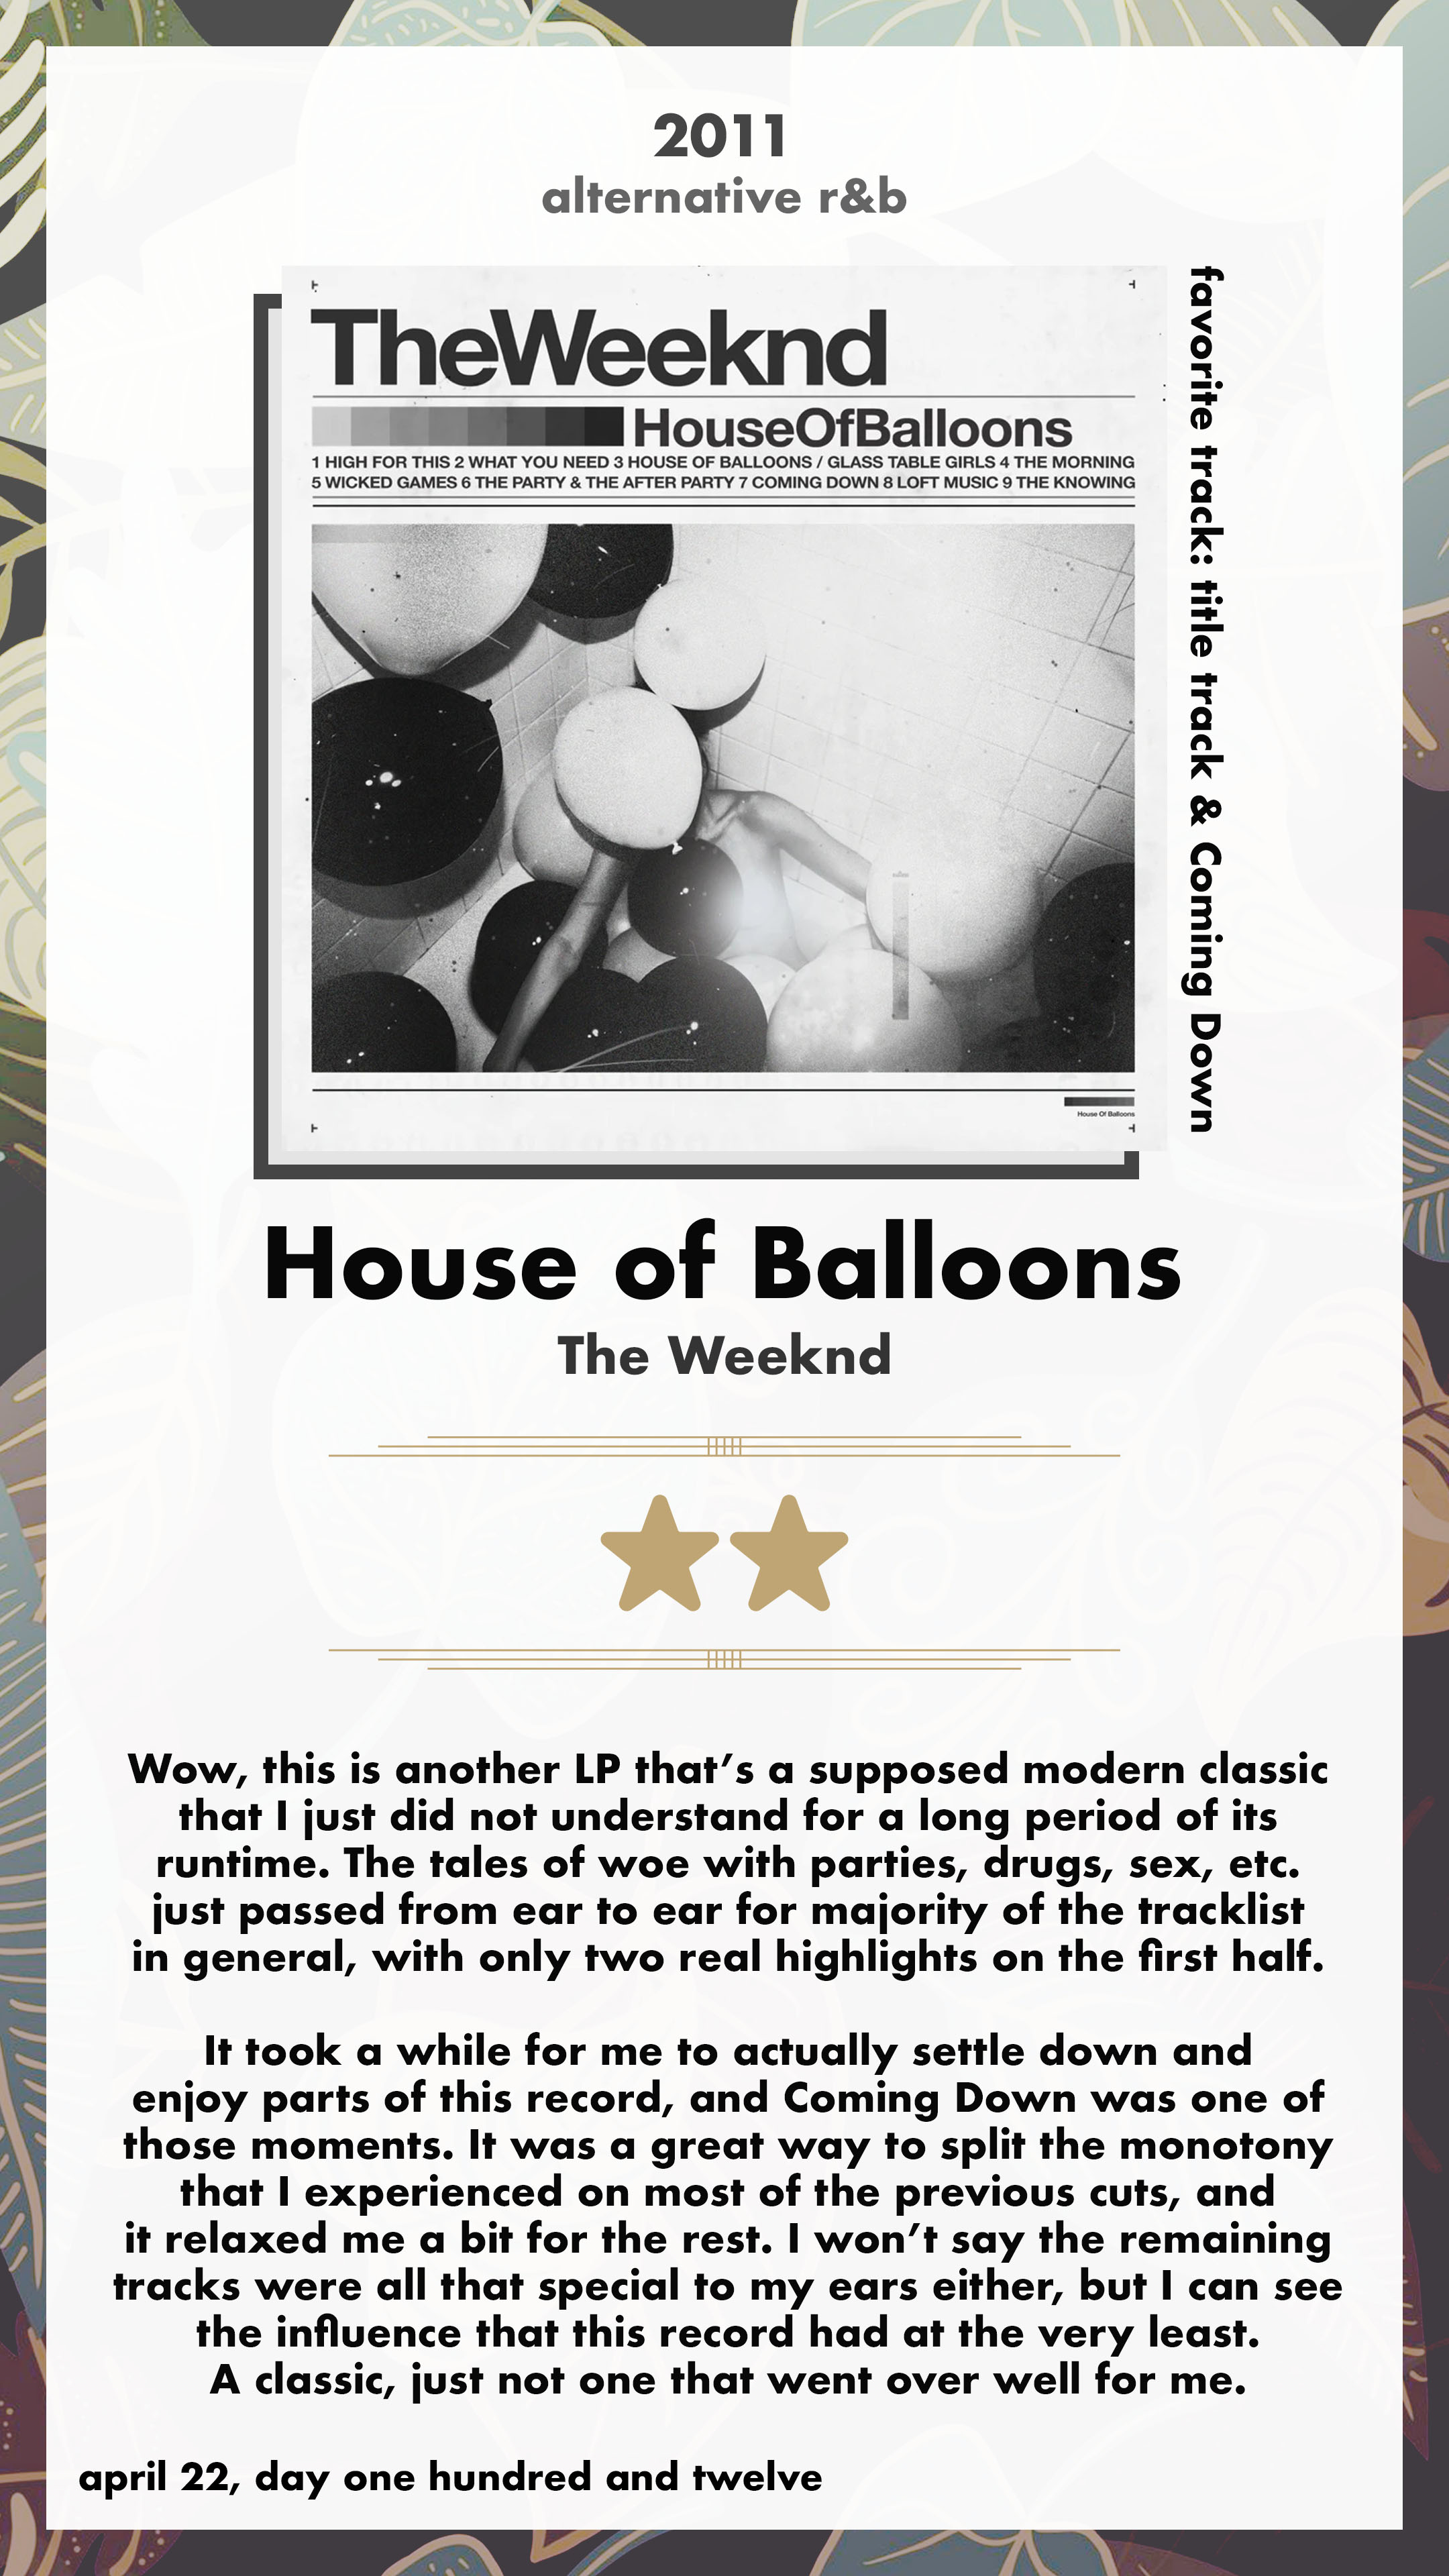 2011
alternative r&b
TheWeeknd
HouseOfBalloons
1 HIGH FOR THIS 2 WHAT YOU NEED 3 HOUSE OF BALLOONS / GLASS TABLE GIRLS 4 THE MORNING
5 WICKED GAMES 6 THE PARTY & THE AFTER PARTY 7 COMING DOWN 8 LOFT MUSIC 9 THE KNOWING
House Of Balloons
favorite track: title track & Coming Down
House of Balloons
The Weeknd
Wow, this is another LP that’s a supposed modern classic
that I just did not understand for a long period of its
runtime. The tales of woe with parties, drugs, sex, etc.
just passed from ear to ear for majority of the tracklist
in general, with only two real highlights on the first half.
It took a while for me to actually settle down and
enjoy parts of this record, and Coming Down was one of
those moments. It was a great way to split the monotony
that I experienced on most of the previous cuts, and
it relaxed me a bit for the rest. I won’t say the remaining
tracks were all that special to my ears either, but I can see
the influence that this record had at the very least.
A classic, just not one that went over well for me.
april 22, day one hundred and twelve